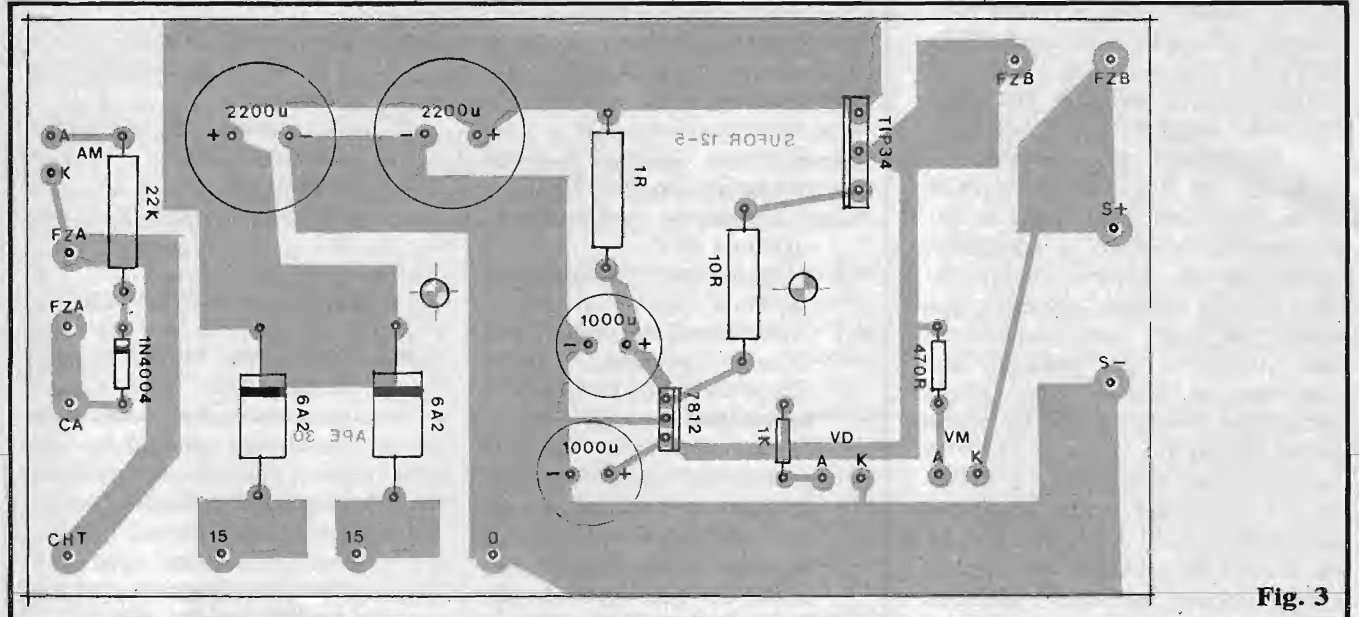 FZB
FZB
2200u
2200u
+
-
-
+
A
AM
K
22K
1R
SUFOR 12-5
TIP34
FZA
S+
10R
FZA
1N4004
1000u
-
+
470R
S-
CA
6A2
APE 30
6A2
7812
1000u
-
+
1K
VD
A
K
VM
A
K
CHT
15
15
0
Fig. 3